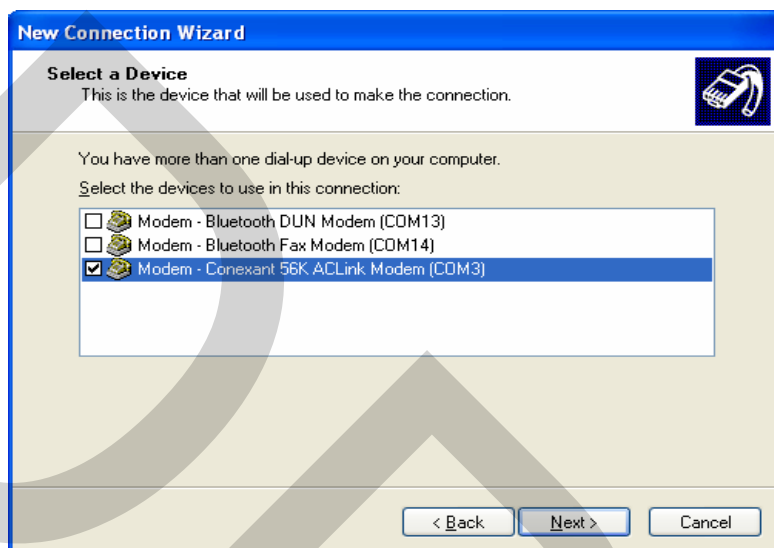 New Connection Wizard
Select a Device
This is the device that will be used to make the connection.
You have more than one dial-up device on your computer.
Select the devices to use in this connection:
Modem - Bluetooth DUN Modem (COM13)
Modem - Bluetooth Fax Modem (COM14)
Modem - Conexant 56K ACLink Modem (COM3)
< Back Next > Cancel